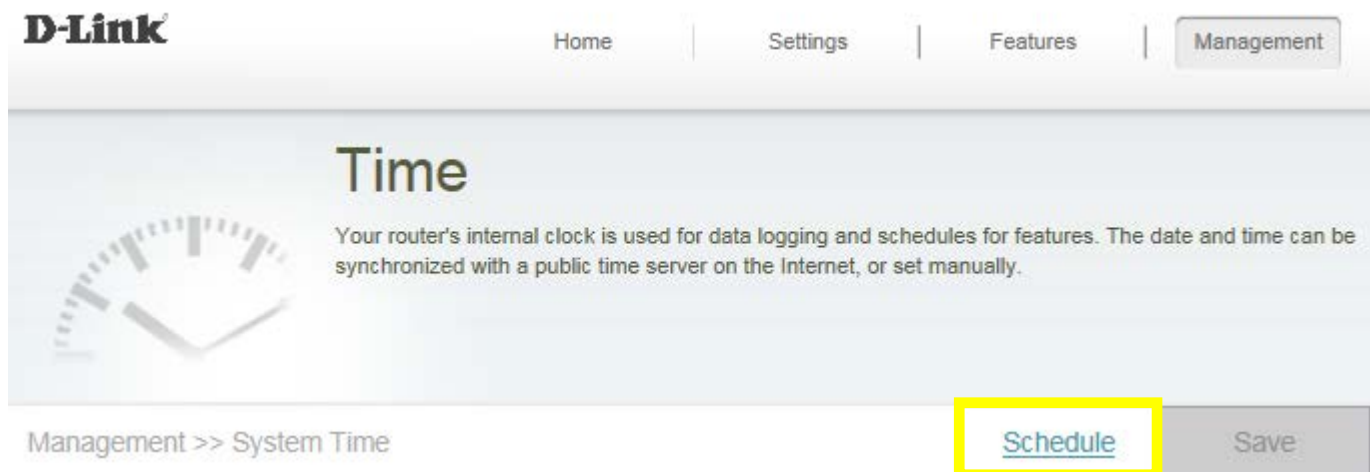 D-Link
Home Settings Features Management
Time
Your router's internal clock is used for data logging and schedules for features. The date and time can be
synchronized with a public time server on the Internet, or set manually.
Management >> System Time Schedule Save